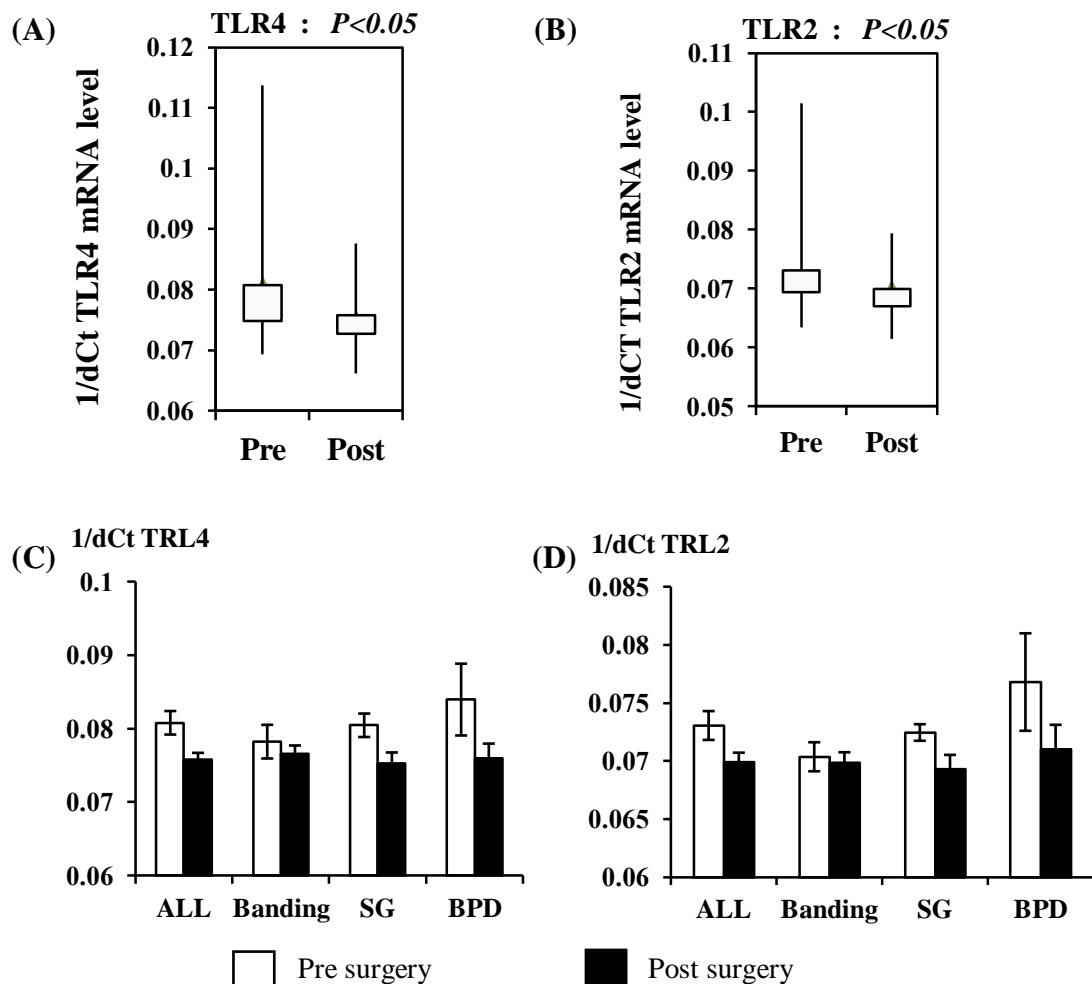 (A)
TLR4 : P<0.05
1/dCt TLR4 mRNA level
0.12
0.11
0.1
0.09
0.08
0.07
0.06
Pre Post
(B)
TLR2 : P<0.05
1/dCT TLR2 mRNA level
0.11
0.1
0.09
0.08
0.07
0.06
0.05
Pre Post
(C)
1/dCt TRL4
0.1
0.09
0.08
0.07
0.06
ALL Banding SG BPD
(D)
1/dCt TRL2
0.085
0.08
0.075
0.07
0.065
0.06
ALL Banding SG BPD
Pre surgery Post surgery